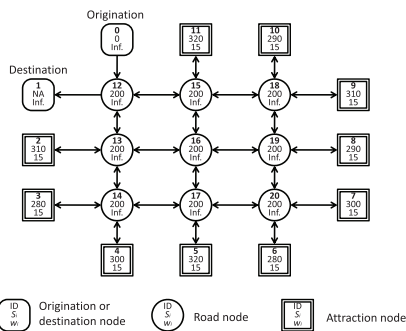 Origination
0
0
Inf.
11
320
15
10
290
15
Destination
1
NA
Inf.
12
200
Inf.
15
200
Inf.
18
200
Inf.
9
310
15
2
310
15
13
200
Inf.
16
200
Inf.
19
200
Inf.
8
290
15
3
280
15
14
200
Inf.
17
200
Inf.
20
200
Inf.
7
300
15
4
300
15
5
320
15
6
280
15
ID
Si
wi
Origination or
destination node
ID
Si
wi
Road node
ID
Si
wi
Attraction node